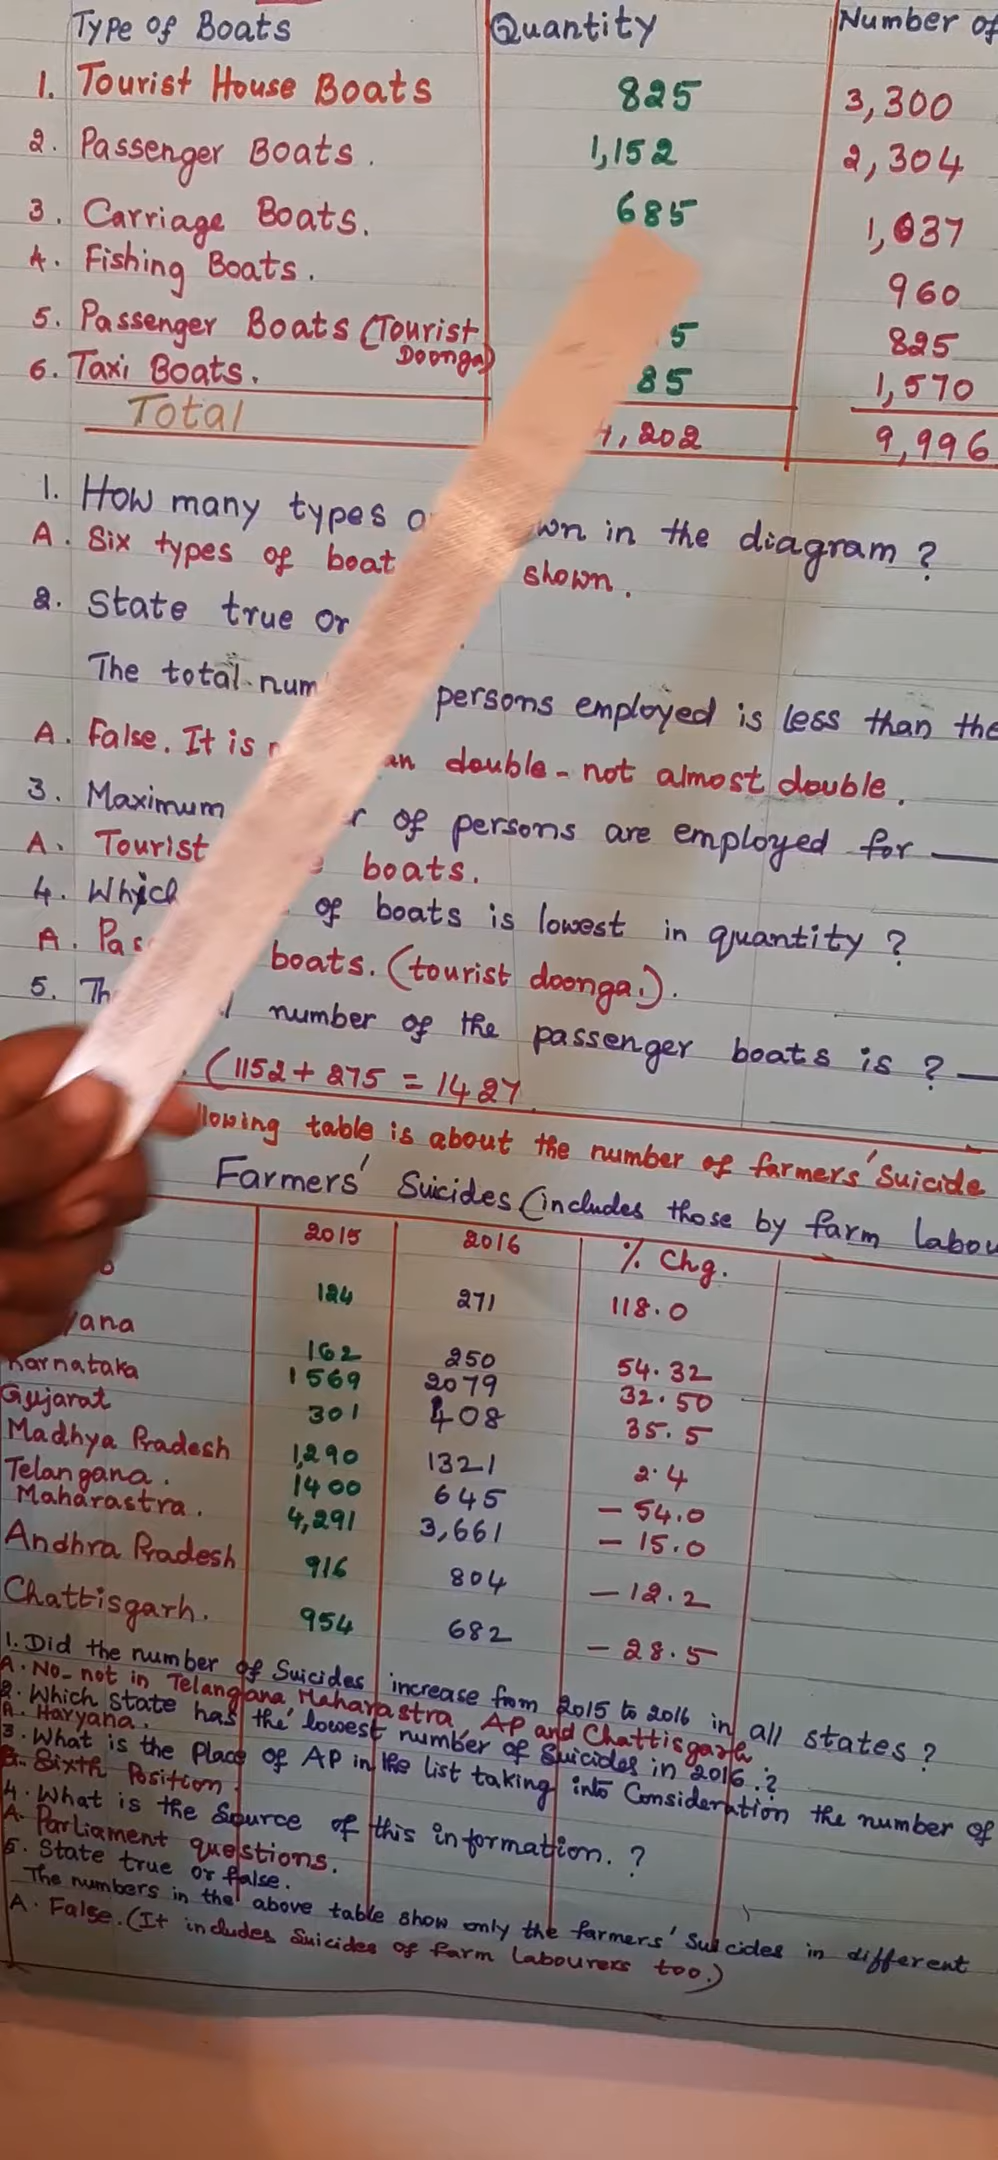 Type of Boats Quantity Number of
1. Tourist House Boats 825 3,300
2. Passenger Boats. 1,152 2,304
3. Carriage Boats. 685 1,037
4. Fishing Boats. 960
5. Passenger Boats (Tourist Doonga) 5 825
6. Taxi Boats. 85 1,570
Total ,202 9,996
1. How many types wn in the diagram ?
A. Six types of boat shown.
2. State true or
The total num persons employed is less than the
A. False. It is an double - not almost double.
3. Maximum r of persons are employed for
A. Tourist boats.
4. Which of boats is lowest in quantity ?
A. Pas boats. (tourist doonga.).
5. Th number of the passenger boats is ?
(1152 + 275 = 1427
llowing table is about the number of farmers' Suicide
Farmers' Suicides (includes those by farm labou
2015 2016 % Chg.
124 271 118.0
yana 162 250 54.32
Karnataka 1569 2079 32.50
Gujarat 301 408 35.5
Madhya Pradesh 1,290 1321 2.4
Telangana. 1400 645 - 54.0
Maharastra. 4,291 3,661 - 15.0
Andhra Pradesh 916 804 - 12.2
Chattisgarh. 954 682 - 28.5
1. Did the number of Suicides increase from 2015 to 2016 in all states ?
A. No - not in Telangana Maharastra, AP and Chattisgarh
2. Which state has the lowest number of Suicides in 2016 ?
A. Haryana.
3. What is the Place of AP in the list taking into Consideration the number of
Sixth Position
4. What is the Source of this information. ?
A. Parliament questions.
5. State true or false.
The numbers in the above table show only the farmers' Suicides in different
A. False. (It includes Suicides of farm Labourers too.)